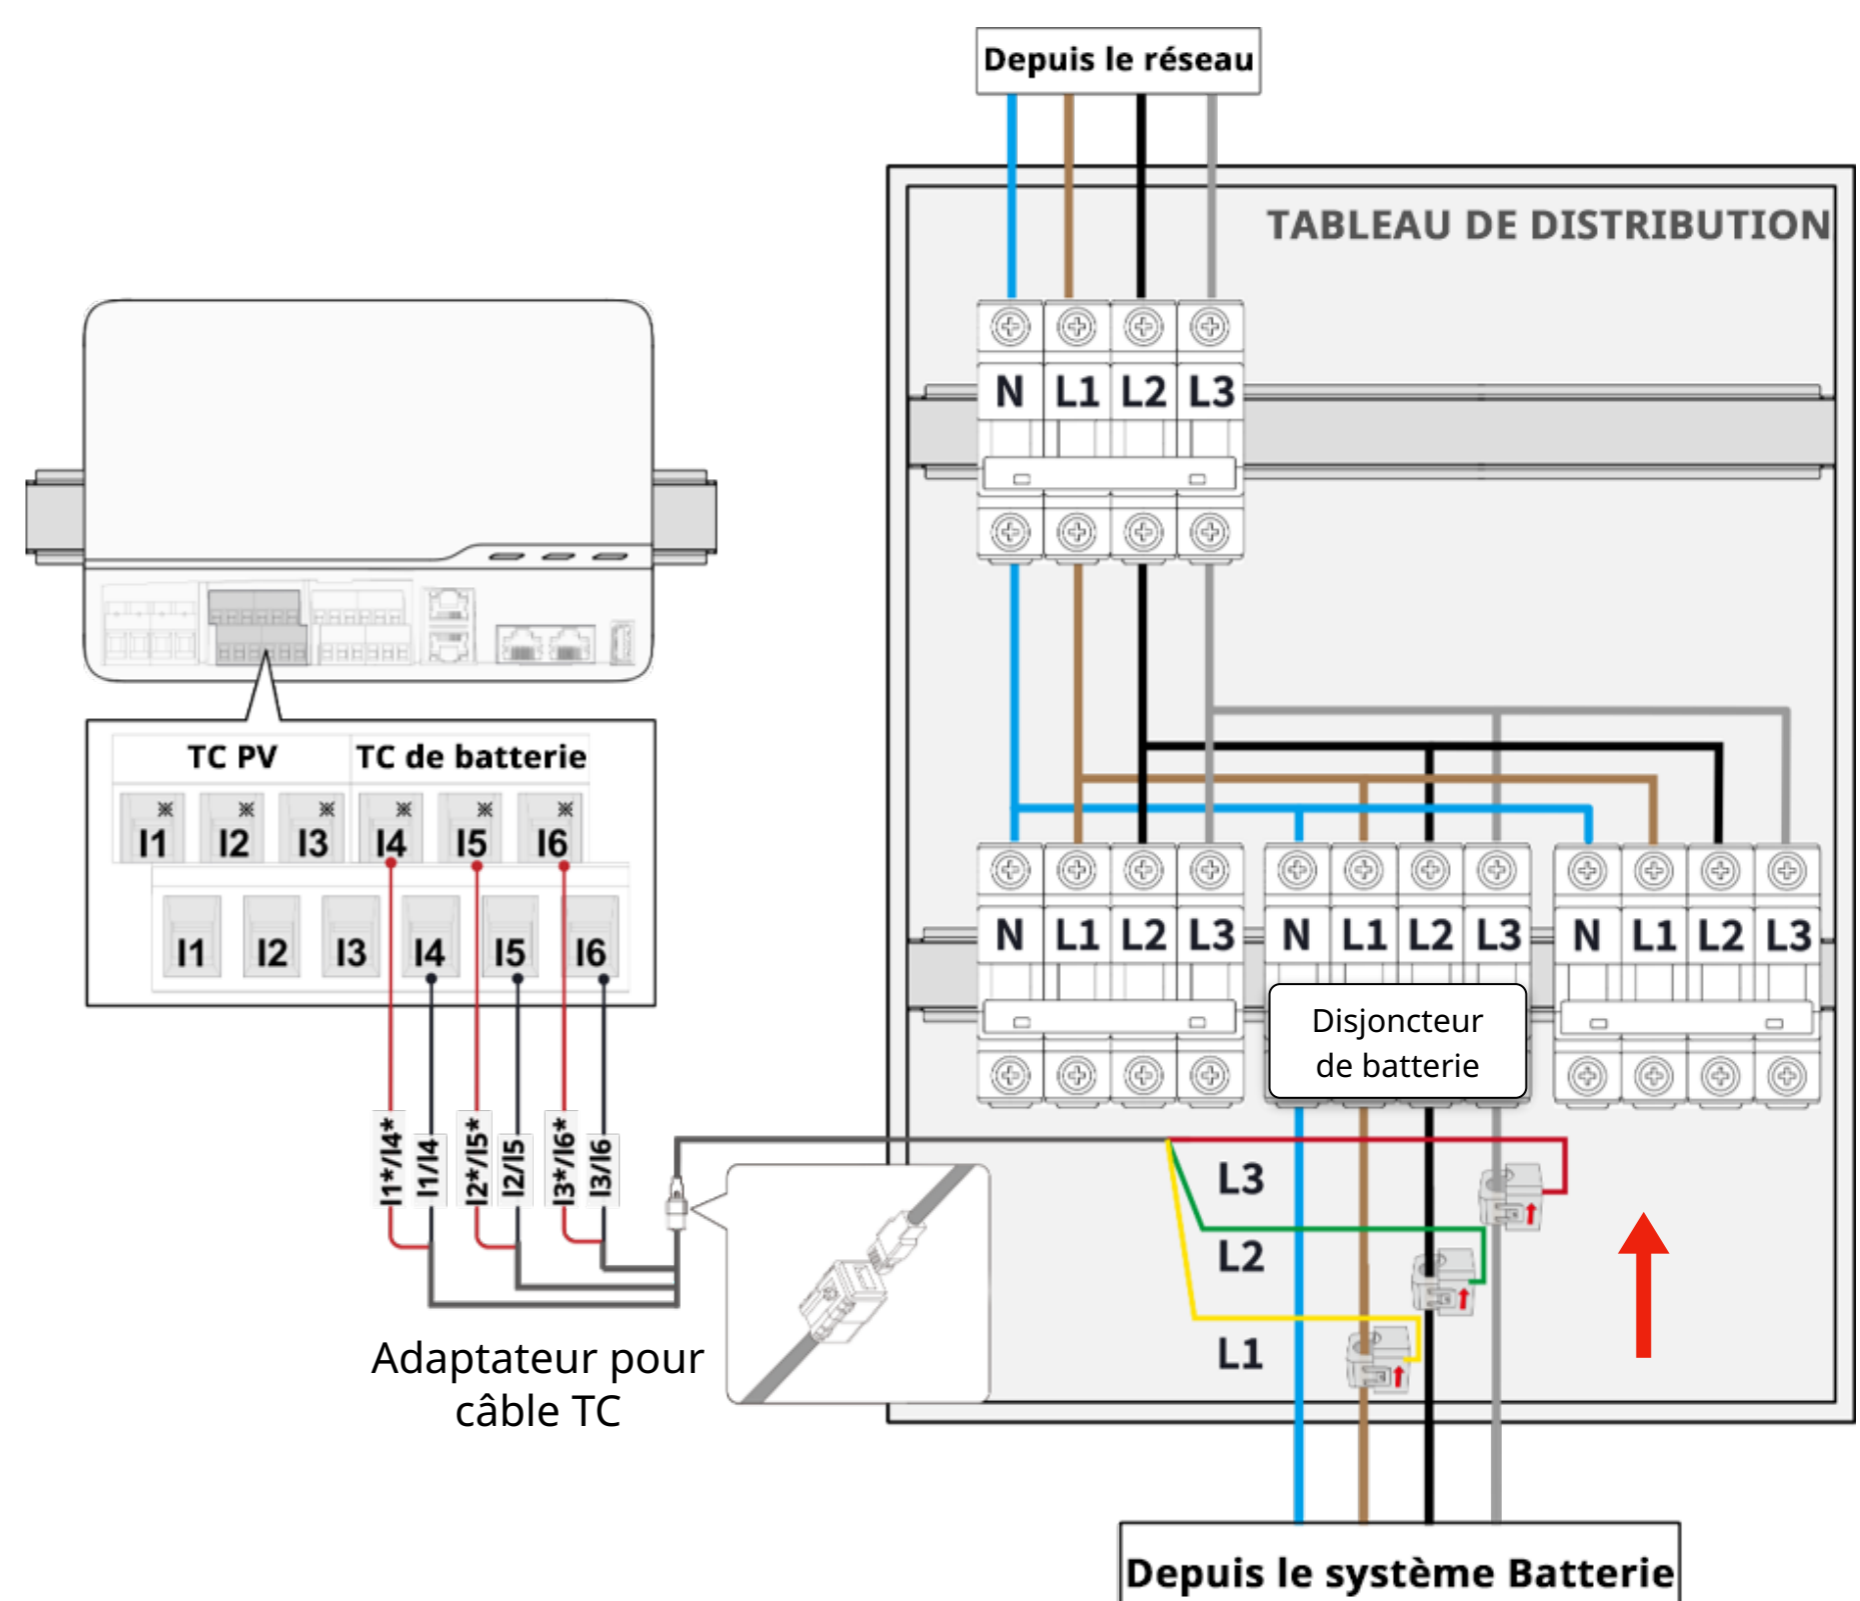 Depuis le réseau
TABLEAU DE DISTRIBUTION
N L1 L2 L3
TC PV TC de batterie
※ ※ ※ ※ ※ ※
I1 I2 I3 I4 I5 I6
I1 I2 I3 I4 I5 I6
N L1 L2 L3 N L1 L2 L3 N L1 L2 L3
Disjoncteur
de batterie
I1*/I4* I1/I4 I2*/I5* I2/I5 I3*/I6* I3/I6
L3
L2
L1
Adaptateur pour
câble TC
Depuis le système Batterie